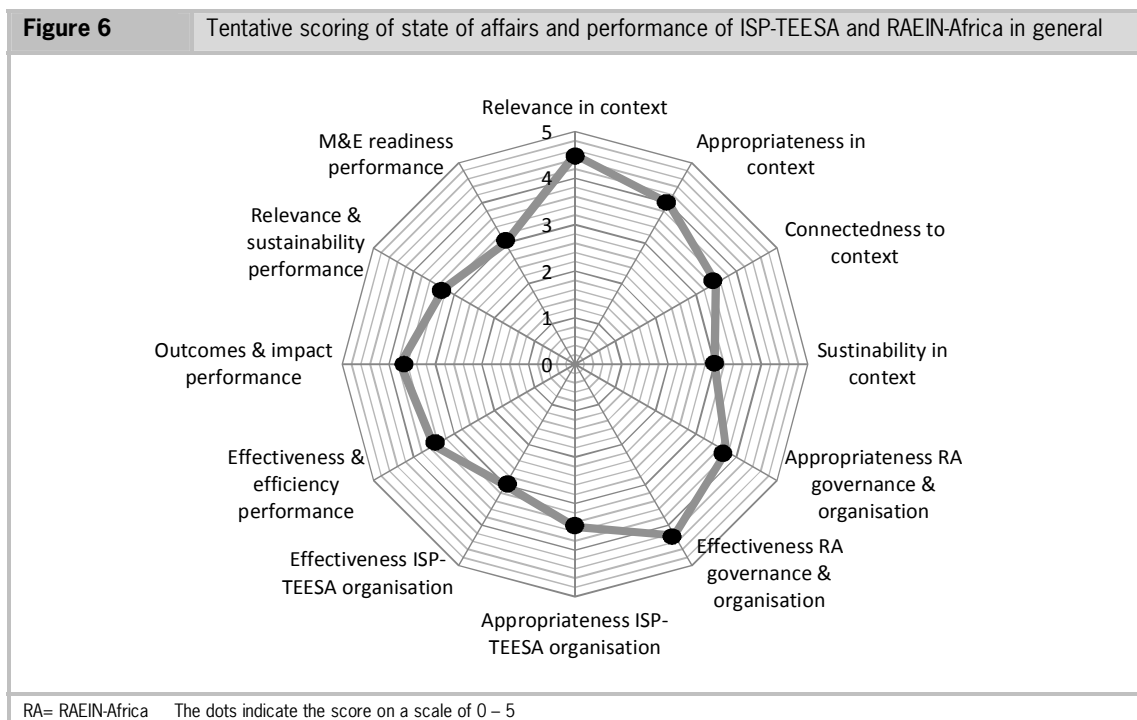 Figure 6 Tentative scoring of state of affairs and performance of ISP-TEESA and RAEIN-Africa in general
Relevance in context
Appropriateness in
context
Connectedness to
context
Sustinability in
context
Appropriateness RA
governance &
organisation
Effectiveness RA
governance &
organisation
Appropriateness ISP-
TEESA organisation
Effectiveness ISP-
TEESA organisation
Effectiveness &
efficiency
performance
Outcomes & impact
performance
Relevance &
sustainability
performance
M&E readiness
performance
5
4
3
2
1
0
RA= RAEIN-Africa The dots indicate the score on a scale of 0 – 5